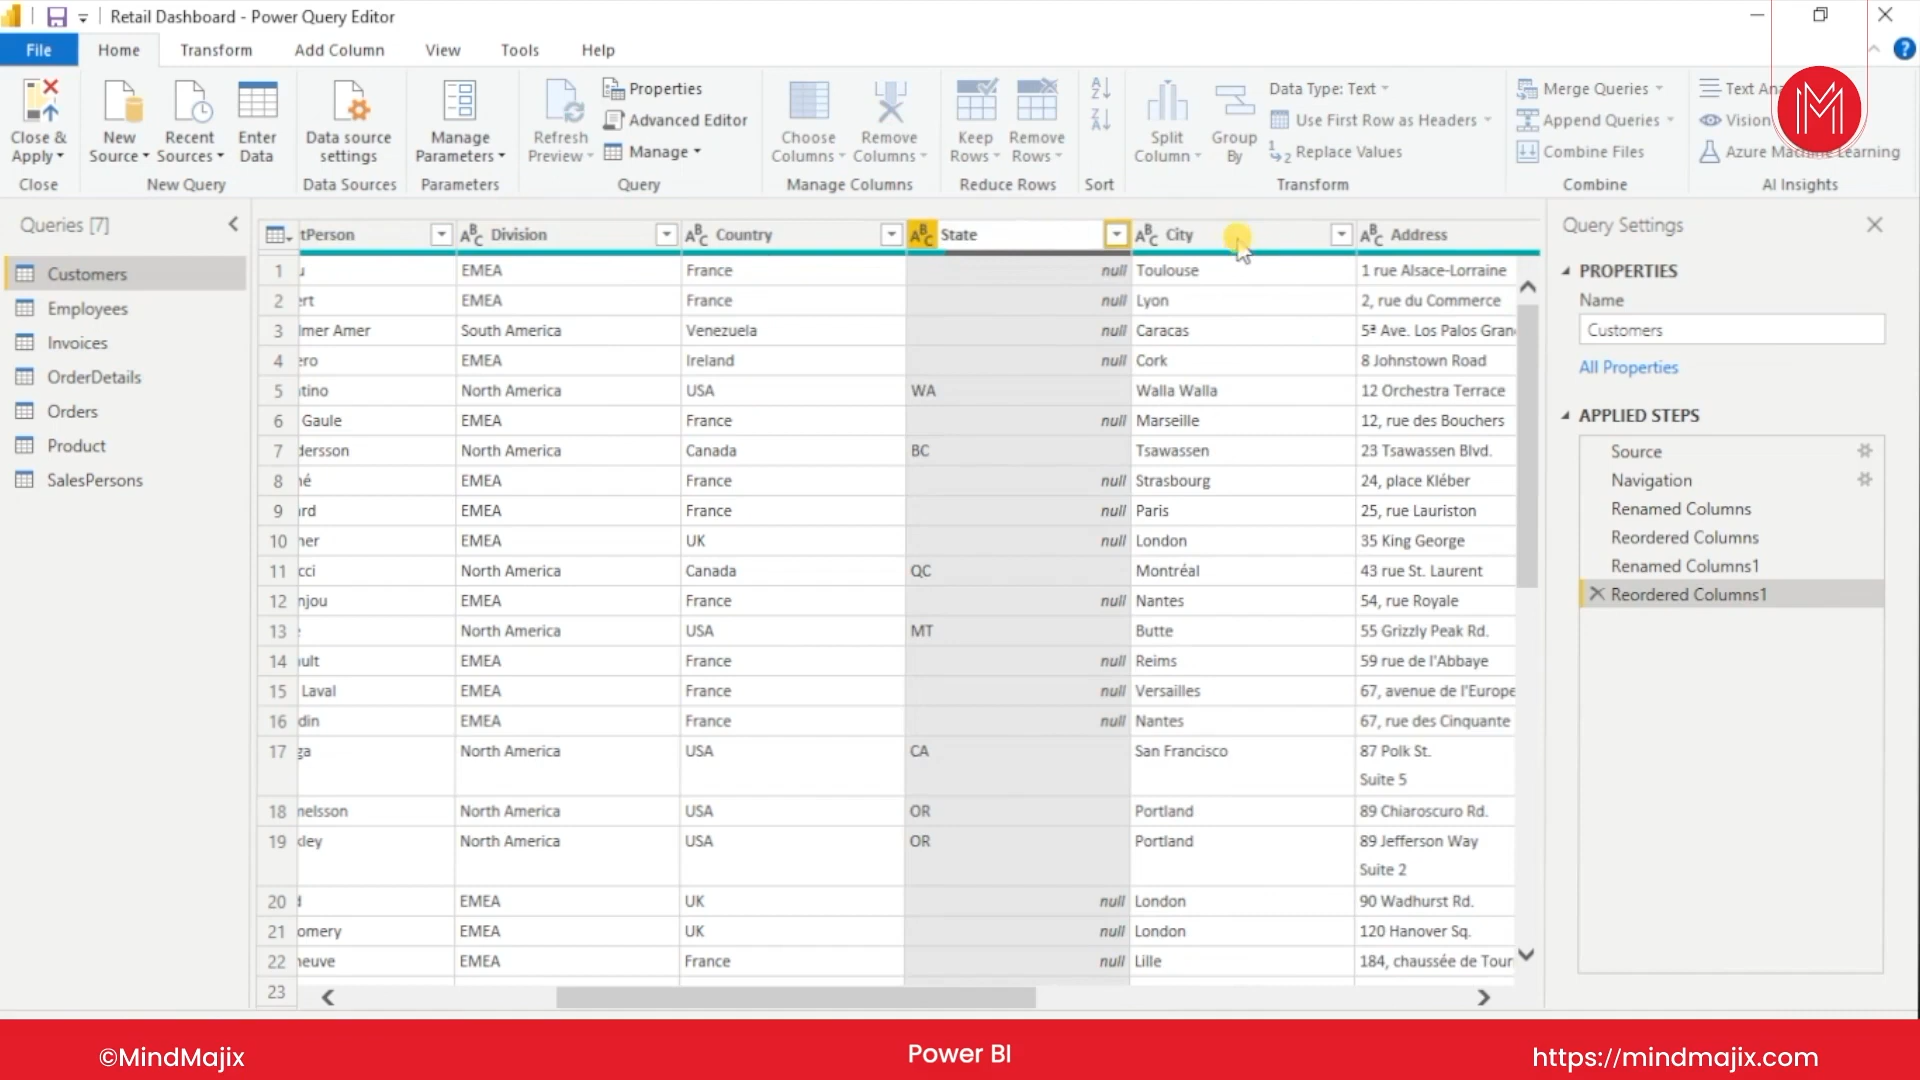 Retail Dashboard - Power Query Editor
File Home Transform Add Column View Tools Help
Close & Apply
Close
New Source
Recent Sources
Enter Data
New Query
Data source settings
Data Sources
Manage Parameters
Parameters
Refresh Preview
Properties
Advanced Editor
Manage
Query
Choose Columns
Remove Columns
Manage Columns
Keep Rows
Remove Rows
Reduce Rows
Sort
Split Column
Group By
Data Type: Text
Use First Row as Headers
Replace Values
Transform
Merge Queries
Append Queries
Combine Files
Combine
Text Ana
Vision
Azure Machine Learning
AI Insights
Queries [7]
Customers
Employees
Invoices
OrderDetails
Orders
Product
SalesPersons
tPerson Division Country State City Address
1 EMEA France null Toulouse 1 rue Alsace-Lorraine
2 ert EMEA France null Lyon 2, rue du Commerce
3 lmer Amer South America Venezuela null Caracas 5ª Ave. Los Palos Gran
4 ero EMEA Ireland null Cork 8 Johnstown Road
5 tino North America USA WA Walla Walla 12 Orchestra Terrace
6 Gaule EMEA France null Marseille 12, rue des Bouchers
7 dersson North America Canada BC Tsawassen 23 Tsawassen Blvd.
8 né EMEA France null Strasbourg 24, place Kléber
9 ard EMEA France null Paris 25, rue Lauriston
10 ner EMEA UK null London 35 King George
11 cci North America Canada QC Montréal 43 rue St. Laurent
12 njou EMEA France null Nantes 54, rue Royale
13 North America USA MT Butte 55 Grizzly Peak Rd.
14 ault EMEA France null Reims 59 rue de l'Abbaye
15 Laval EMEA France null Versailles 67, avenue de l'Europe
16 din EMEA France null Nantes 67, rue des Cinquante
17 ga North America USA CA San Francisco 87 Polk St.
Suite 5
18 nelsson North America USA OR Portland 89 Chiaroscuro Rd.
19 dey North America USA OR Portland 89 Jefferson Way
Suite 2
20 EMEA UK null London 90 Wadhurst Rd.
21 omery EMEA UK null London 120 Hanover Sq.
22 neuve EMEA France null Lille 184, chaussée de Tour
23
Query Settings
PROPERTIES
Name
Customers
All Properties
APPLIED STEPS
Source
Navigation
Renamed Columns
Reordered Columns
Renamed Columns1
Reordered Columns1
©MindMajix
Power BI
https://mindmajix.com